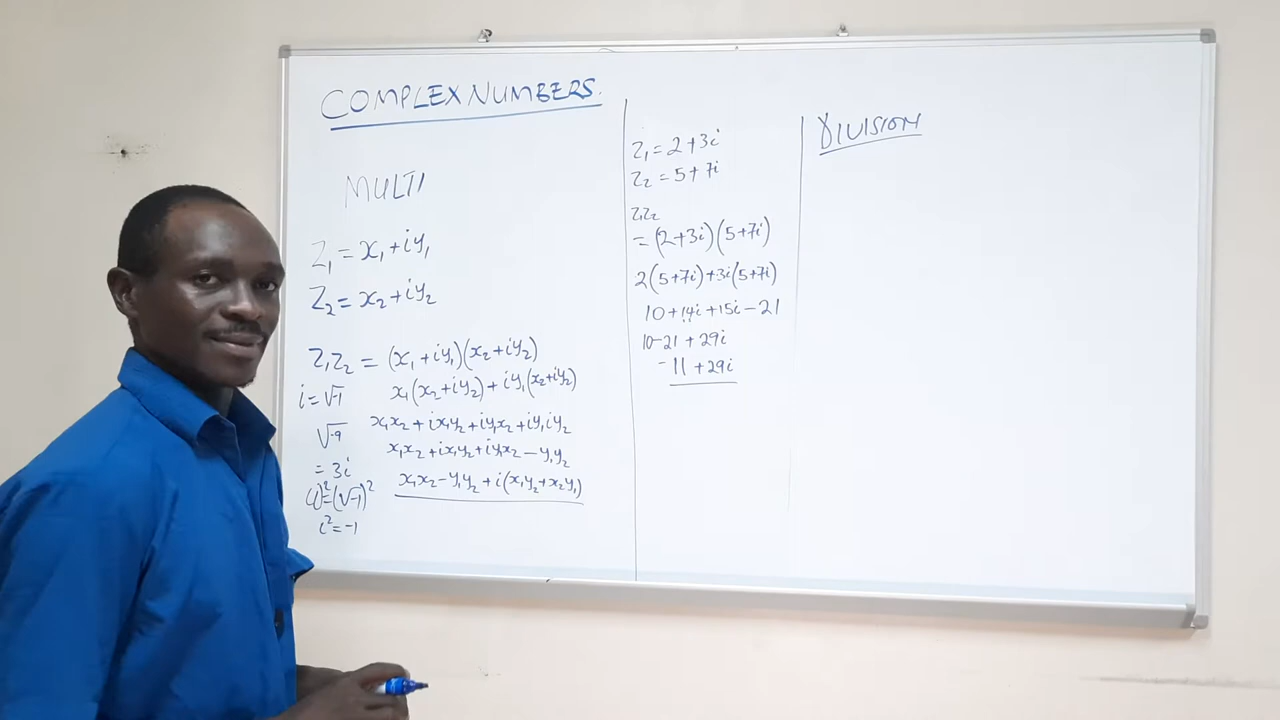 COMPLEX NUMBERS.
MULTI
Z₁ = x₁ + iy₁
Z₂ = x₂ + iy₂
Z₁Z₂ = (x₁ + iy₁)(x₂ + iy₂)
i = √-1
x₁(x₂ + iy₂) + iy₁(x₂ + iy₂)
√-9
x₁x₂ + ix₁y₂ + iy₁x₂ + iy₁iy₂
= 3i
x₁x₂ + ix₁y₂ + iy₁x₂ - y₁y₂
(i)² = (√-1)²
x₁x₂ - y₁y₂ + i(x₁y₂ + x₂y₁)
i² = -1
Z₁ = 2 + 3i
Z₂ = 5 + 7i
Z₁Z₂
= (2 + 3i)(5 + 7i)
2(5 + 7i) + 3i(5 + 7i)
10 + 14i + 15i - 21
10 - 21 + 29i
-11 + 29i
DIVISION